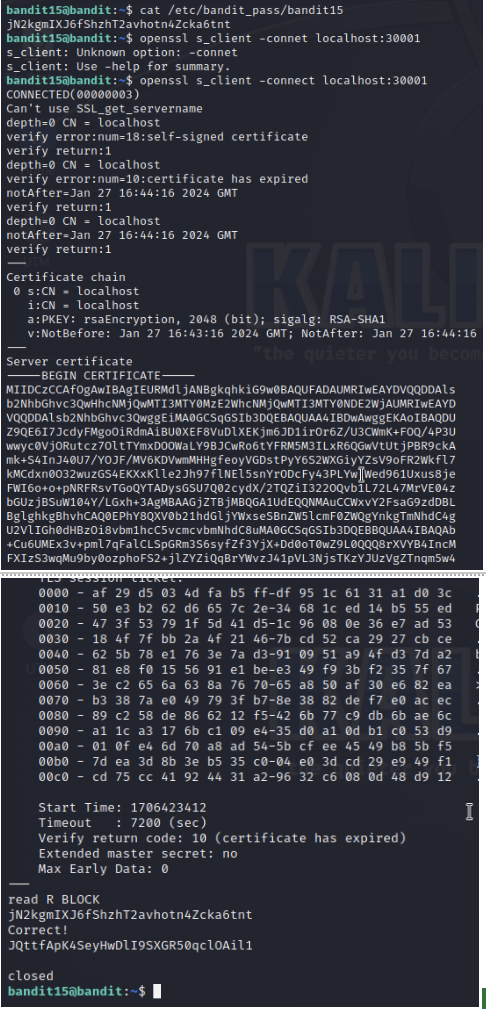 bandit15@bandit:~$ cat /etc/bandit_pass/bandit15
jN2kgmIXJ6fShzhT2avhotn4Zcka6tnt
bandit15@bandit:~$ openssl s_client -connet localhost:30001
s_client: Unknown option: -connet
s_client: Use -help for summary.
bandit15@bandit:~$ openssl s_client -connect localhost:30001
CONNECTED(00000003)
Can't use SSL_get_servername
depth=0 CN = localhost
verify error:num=18:self-signed certificate
verify return:1
depth=0 CN = localhost
verify error:num=10:certificate has expired
notAfter=Jan 27 16:44:16 2024 GMT
verify return:1
depth=0 CN = localhost
notAfter=Jan 27 16:44:16 2024 GMT
verify return:1
---
Certificate chain
 0 s:CN = localhost
   i:CN = localhost
   a:PKEY: rsaEncryption, 2048 (bit); sigalg: RSA-SHA1
   v:NotBefore: Jan 27 16:43:16 2024 GMT; NotAfter: Jan 27 16:44:16
---
Server certificate
-----BEGIN CERTIFICATE-----
MIIDCzCCAfOgAwIBAgIEURMdljANBgkqhkiG9w0BAQUFADAUMRIwEAYDVQQDDAls
b2NhbGhvc3QwHhcNMjQwMTI3MTY0MzE2WhcNMjQwMTI3MTY0NDE2WjAUMRIwEAYD
VQQDDAlsb2NhbGhvc3QwggEiMA0GCSqGSIb3DQEBAQUAA4IBDwAwggEKAoIBAQDU
Z9QE6I7JcdyFMgoOiRdmAiBU0XEF8VuDlXEKjm6JD1irOr6Z/U3CWmK+FOQ/4P3U
wwyc0VjORutcz7OltTYmxDOOWaLY9BJCwRo6tYFRM5M3ILxR6QGwVtUtjPBR9ckA
mk+S4InJ40U7/YOJF/MV6KDVwmMHHgfeoyVGDstPyY6S2WXGiyYZsV9oFR2Wkfl7
kMCdxn0O32wuzGS4EKXxKlle2Jh97flNEl5snYrODcFy43PLYwIWed961Uxus8je
FWI6o+o+pNRFRsvTGoQYTADysGSU7Q02cydX/2TQZiI322OQvb1L72L47MrVE04z
bGUzjBSuW104Y/LGxh+3AgMBAAGjZTBjMBQGA1UdEQQNMAuCCWxvY2FsaG9zdDBL
BglghkgBhvhCAQ0EPhY8QXV0b21hdGljYWxseSBnZW5lcmF0ZWQgYnkgTmNhdC4g
U2VlIGh0dHBzOi8vbm1hcC5vcmcvbmNhdC8uMA0GCSqGSIb3DQEBBQUAA4IBAQAb
+Cu6UMEx3v+pml7qFalCLSpGRm3S6syfZf3YjX+Dd0oT0wZ9L0QQQ8rXVYB4IncM
FXIzS3wqMu9by0ozphoFS2+jlZYZiQqBrYWvzJ41pVL3NjsTKzYJUzVgZTnqm5w4
TLS session ticket:
    0000 - af 29 d5 03 4d fa b5 ff-df 95 1c 61 31 a1 d0 3c   .
    0010 - 50 e3 b2 62 d6 65 7c 2e-34 68 1c ed 14 b5 55 ed   P
    0020 - 47 3f 53 79 1f 5d 41 d5-1c 96 08 0e 36 e7 ad 53   G
    0030 - 18 4f 7f bb 2a 4f 21 46-7b cd 52 ca 29 27 cb ce   .
    0040 - 62 5b 78 e1 76 3e 7a d3-91 09 51 a9 4f d3 7d a2   b
    0050 - 81 e8 f0 15 56 91 e1 be-e3 49 f9 3b f2 35 7f 67   .
    0060 - 3e c2 65 6a 63 8a 76 70-65 a8 50 af 30 e6 82 ea   >
    0070 - b3 38 7a e0 49 79 3f b7-8e 38 82 de f7 e0 ac ec   .
    0080 - 89 c2 58 de 86 62 12 f5-42 6b 77 c9 db 6b ae 6c   .
    0090 - a1 1c a3 17 6b c1 09 e4-35 d0 a1 0d b1 c0 53 d9   .
    00a0 - 01 0f e4 6d 70 a8 ad 54-5b cf ee 45 49 b8 5b f5   .
    00b0 - 7d ea 3d 8b 3e b5 35 c0-04 e0 3d cd 29 e9 49 f1
    00c0 - cd 75 cc 41 92 44 31 a2-96 32 c6 08 0d 48 d9 12   .

    Start Time: 1706423412
    Timeout   : 7200 (sec)
    Verify return code: 10 (certificate has expired)
    Extended master secret: no
    Max Early Data: 0
---
read R BLOCK
jN2kgmIXJ6fShzhT2avhotn4Zcka6tnt
Correct!
JQttfApK4SeyHwDlI9SXGR50qclOAil1

closed
bandit15@bandit:~$